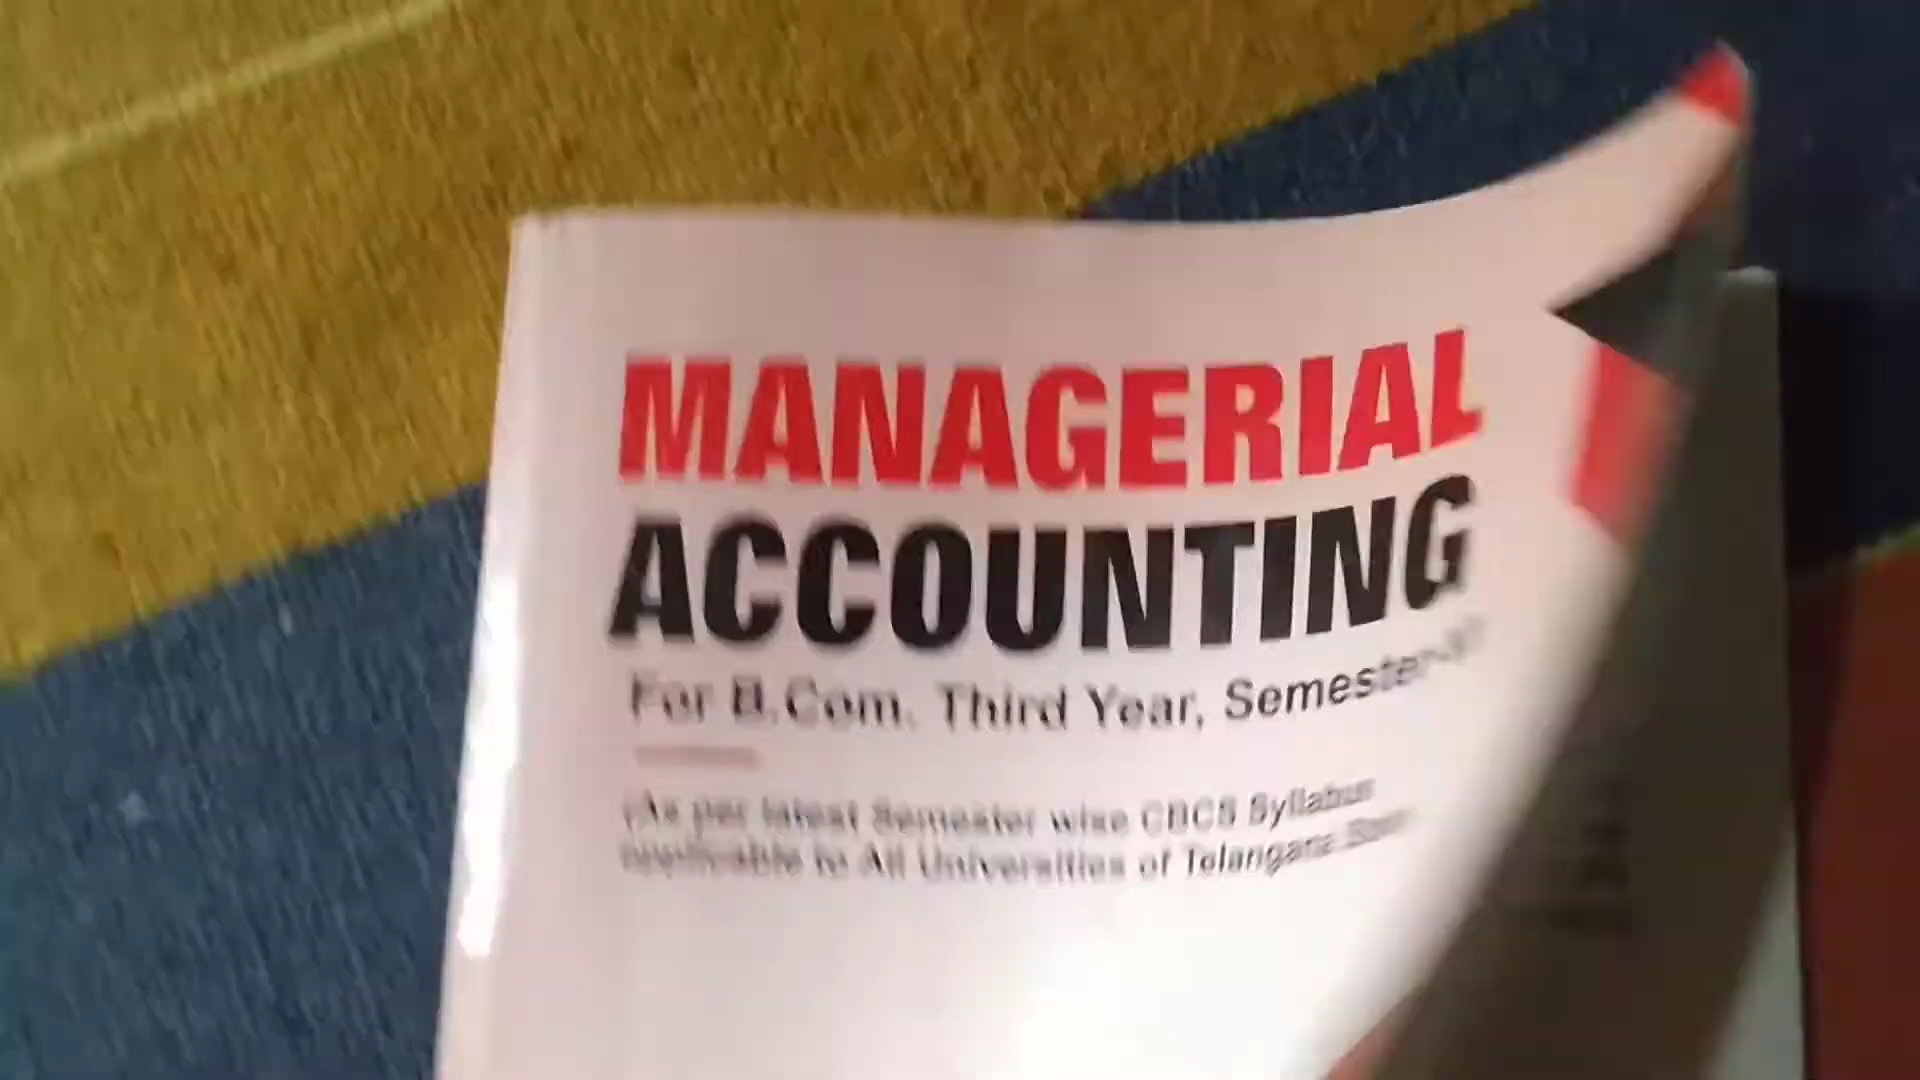 MANAGERIAL
ACCOUNTING
For B.Com. Third Year,
(As per latest Semester wise CBCS Syllabus
applicable to All Universities of Telangana